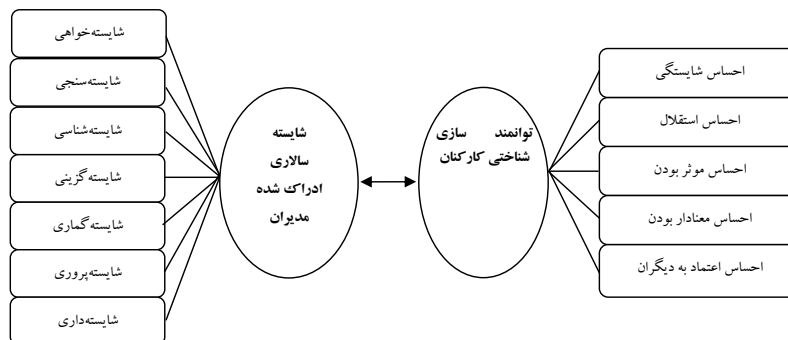 شایسته‌خواهی
شایسته‌سنجی
شایسته‌شناسی
شایسته‌گزینی
شایسته‌گماری
شایسته‌پروری
شایسته‌داری
شایسته
سالاری
ادراک شده
مدیران
توانمند سازی
شناختی کارکنان
احساس شایستگی
احساس استقلال
احساس موثر بودن
احساس معنادار بودن
احساس اعتماد به دیگران